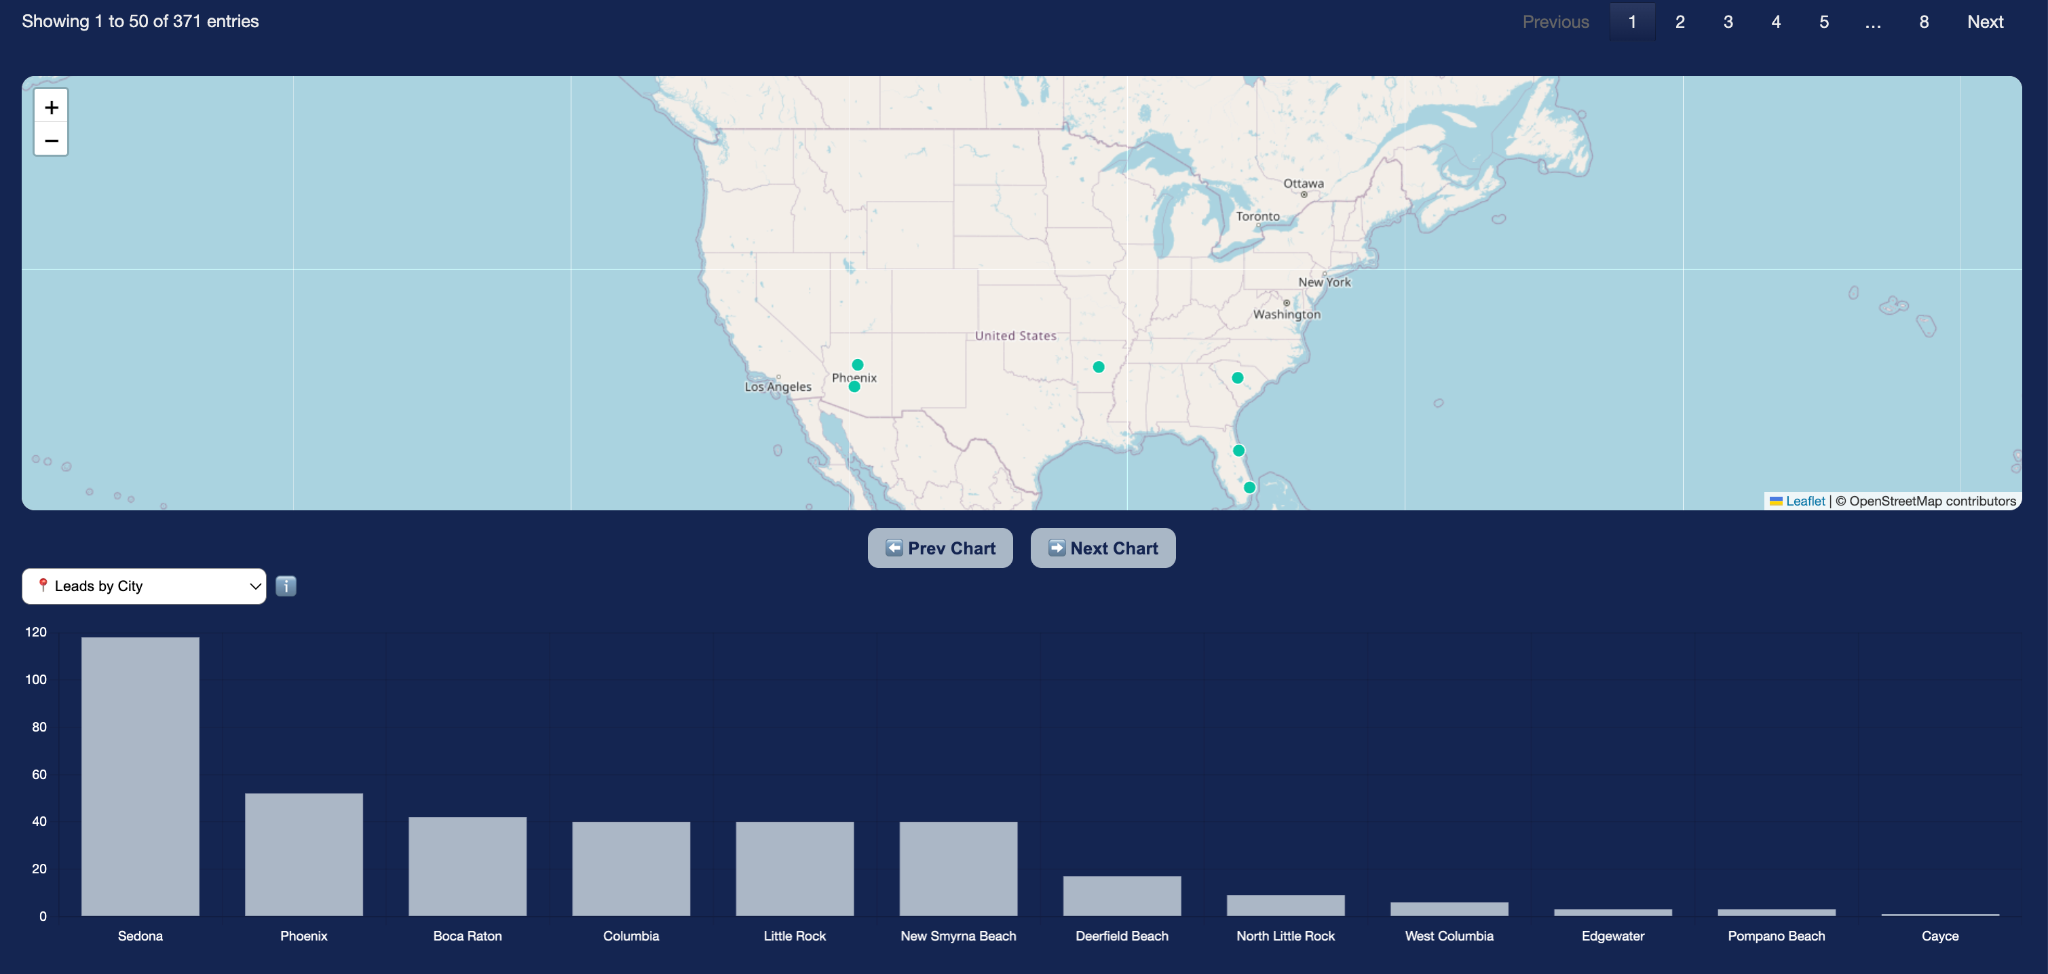 Showing 1 to 50 of 371 entries
Previous 1 2 3 4 5 … 8 Next
+
−
Ottawa
Toronto
New York
Washington
United States
Phoenix
Los Angeles
Leaflet | © OpenStreetMap contributors
⬅️ Prev Chart
➡️ Next Chart
📍 Leads by City
ℹ️
120
100
80
60
40
20
0
Sedona
Phoenix
Boca Raton
Columbia
Little Rock
New Smyrna Beach
Deerfield Beach
North Little Rock
West Columbia
Edgewater
Pompano Beach
Cayce